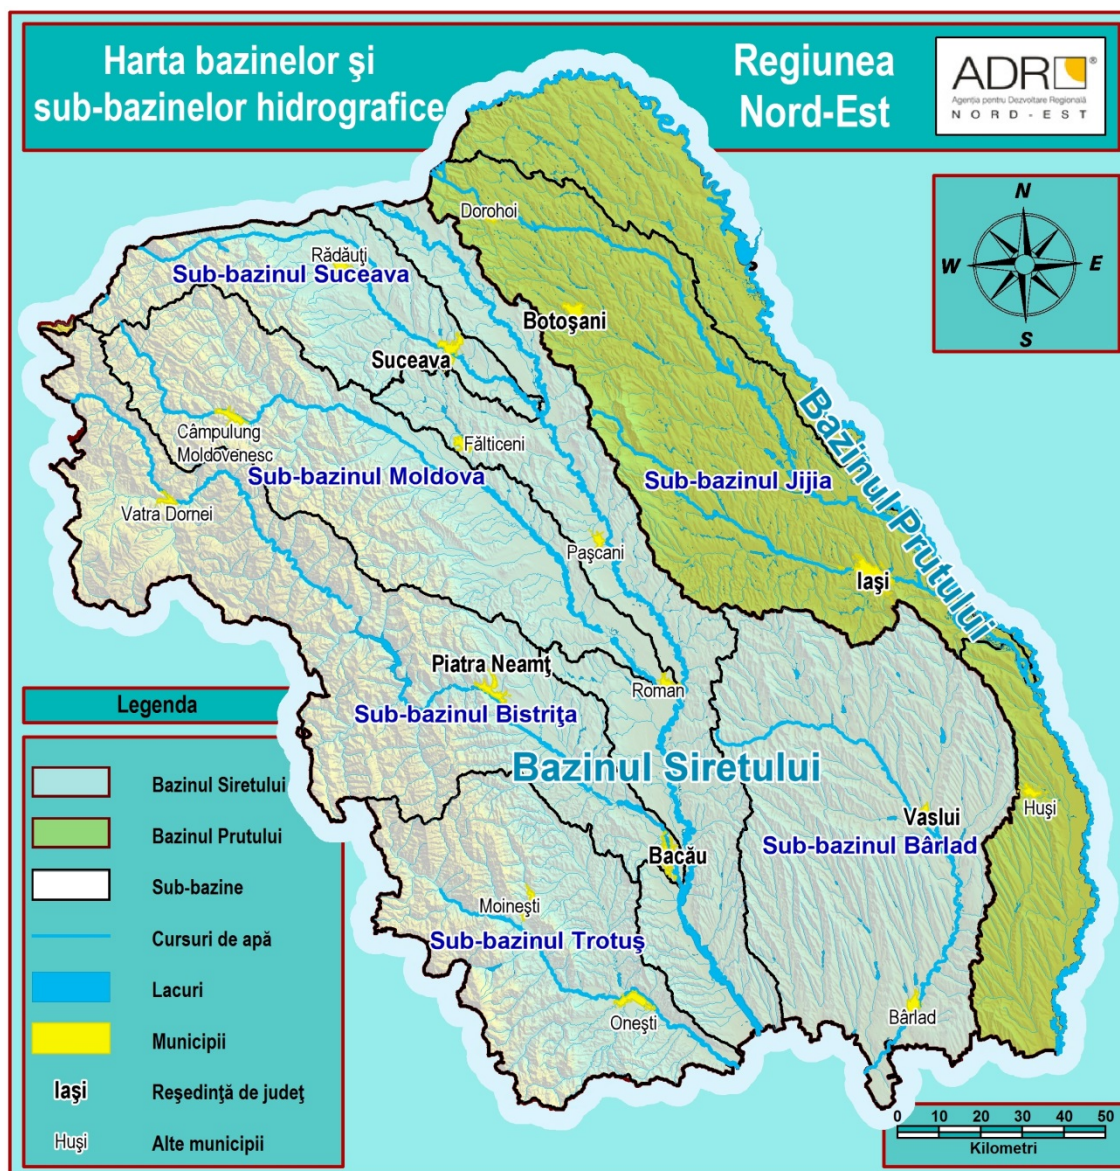 Harta bazinelor şi
sub-bazinelor hidrografice
Regiunea
Nord-Est
ADR
®
Agenţia pentru Dezvoltare Regională
NORD-EST
N
W
E
S
Dorohoi
Rădăuţi
Sub-bazinul Suceava
Botoşani
Suceava
Câmpulung
Moldovenesc
Fălticeni
Sub-bazinul Moldova
Sub-bazinul Jijia
Bazinul Prutului
Vatra Dornei
Paşcani
Iaşi
Piatra Neamţ
Roman
Sub-bazinul Bistriţa
Bazinul Siretului
Huşi
Vaslui
Sub-bazinul Bârlad
Bacău
Moineşti
Sub-bazinul Trotuş
Oneşti
Bârlad
Legenda
Bazinul Siretului
Bazinul Prutului
Sub-bazine
Cursuri de apă
Lacuri
Municipii
Iaşi Reşedinţă de judeţ
Huşi Alte municipii
0 10 20 30 40 50
Kilometri